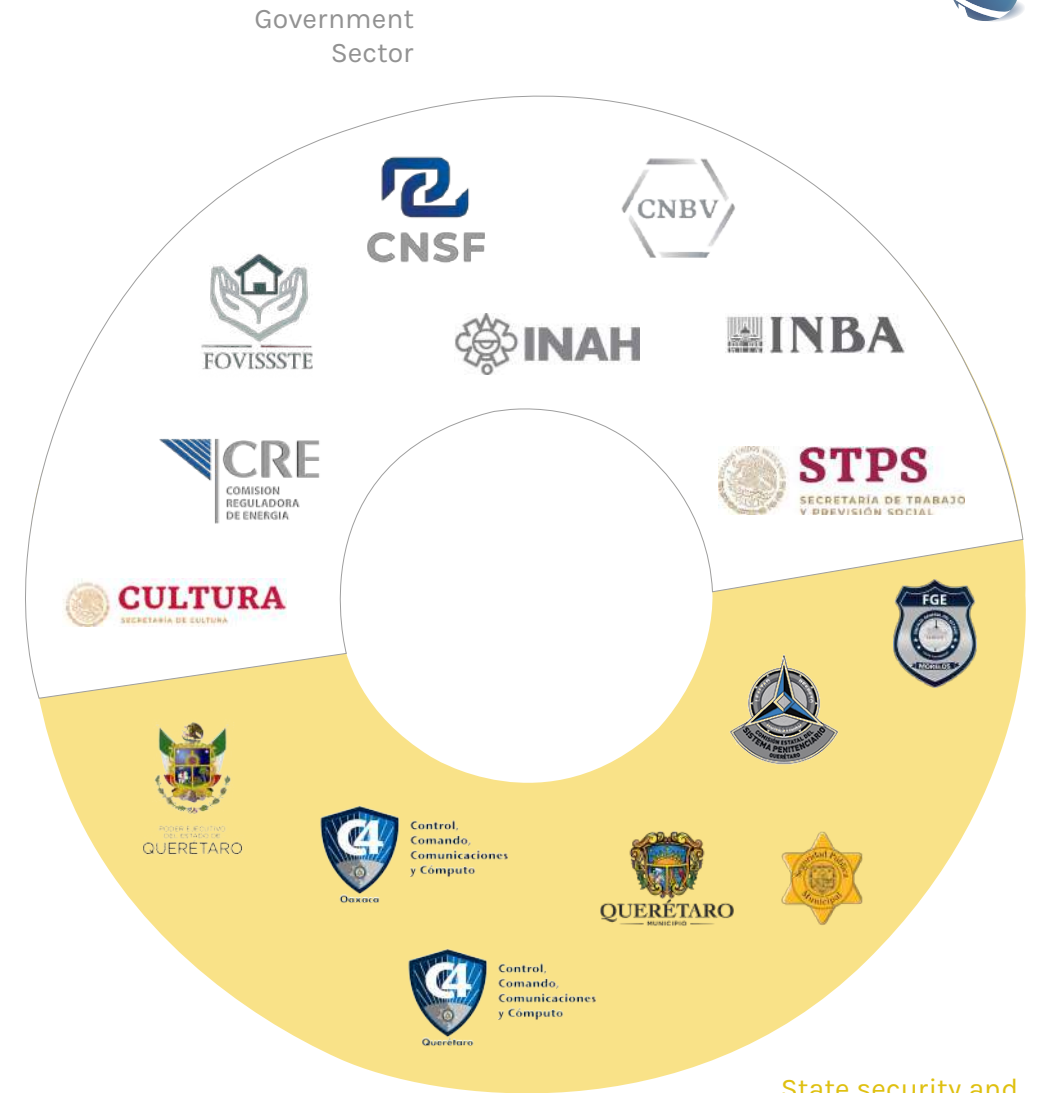 Government
Sector
CNSF
CNBV
FOVISSSTE
INAH
INBA
CRE
COMISION
REGULADORA
DE ENERGIA
STPS
SECRETARÍA DE TRABAJO
Y PREVISIÓN SOCIAL
CULTURA
SECRETARÍA DE CULTURA
FGE
MORELOS
COMISIÓN ESTATAL DEL
SISTEMA PENITENCIARIO
QUERÉTARO
PODER EJECUTIVO
DEL ESTADO DE
QUERÉTARO
C4
Control,
Comando,
Comunicaciones
y Cómputo
Oaxaca
QUERÉTARO
MUNICIPIO
Seguridad Pública
Municipal
C4
Control,
Comando,
Comunicaciones
y Cómputo
Querétaro
State security and